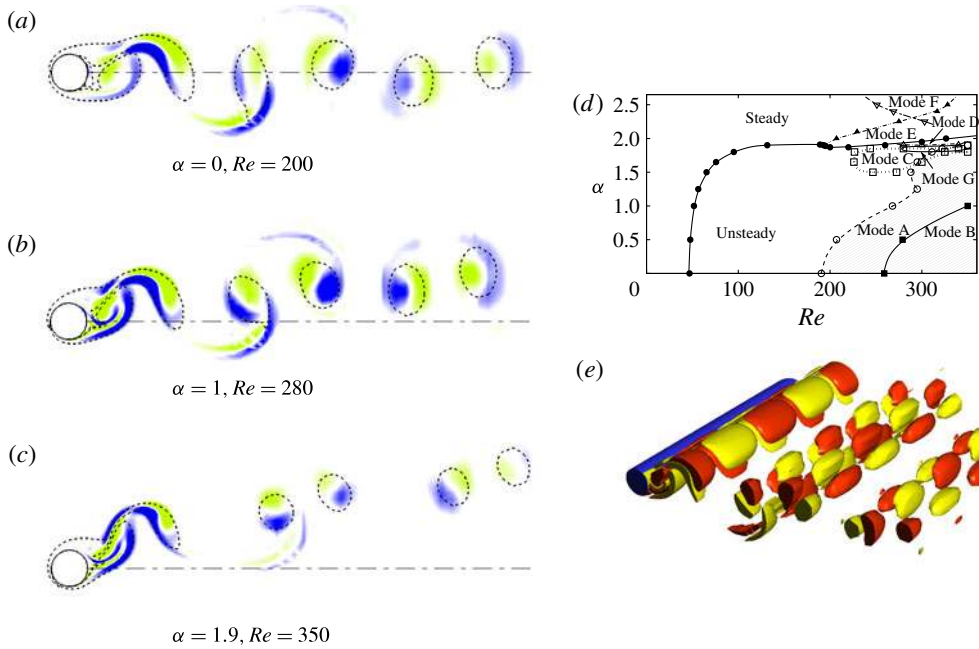 (a)
α = 0, Re = 200
(b)
α = 1, Re = 280
(c)
α = 1.9, Re = 350
(d)
2.5
2.0
1.5
1.0
0.5
0
100
200
300
α
Re
Steady
Unsteady
Mode F
Mode D
Mode E
Mode C
Mode G
Mode A
Mode B
(e)